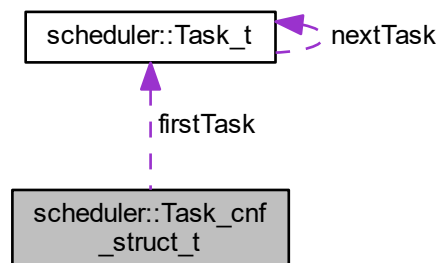 scheduler::Task_t
nextTask
firstTask
scheduler::Task_cnf
_struct_t